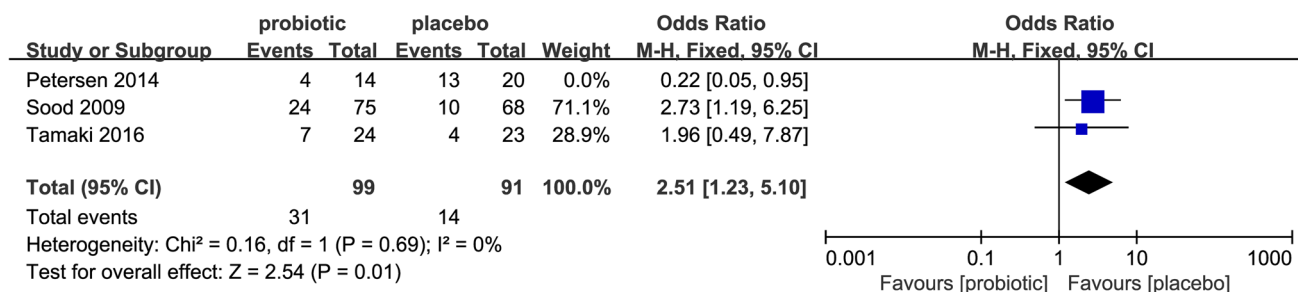 probiotic placebo Odds Ratio Odds Ratio
Study or Subgroup Events Total Events Total Weight M-H, Fixed, 95% CI M-H, Fixed, 95% CI
Petersen 2014 4 14 13 20 0.0% 0.22 [0.05, 0.95]
Sood 2009 24 75 10 68 71.1% 2.73 [1.19, 6.25]
Tamaki 2016 7 24 4 23 28.9% 1.96 [0.49, 7.87]
Total (95% CI) 99 91 100.0% 2.51 [1.23, 5.10]
Total events 31 14
Heterogeneity: Chi² = 0.16, df = 1 (P = 0.69); I² = 0%
Test for overall effect: Z = 2.54 (P = 0.01)
0.001 0.1 1 10 1000
Favours [probiotic] Favours [placebo]